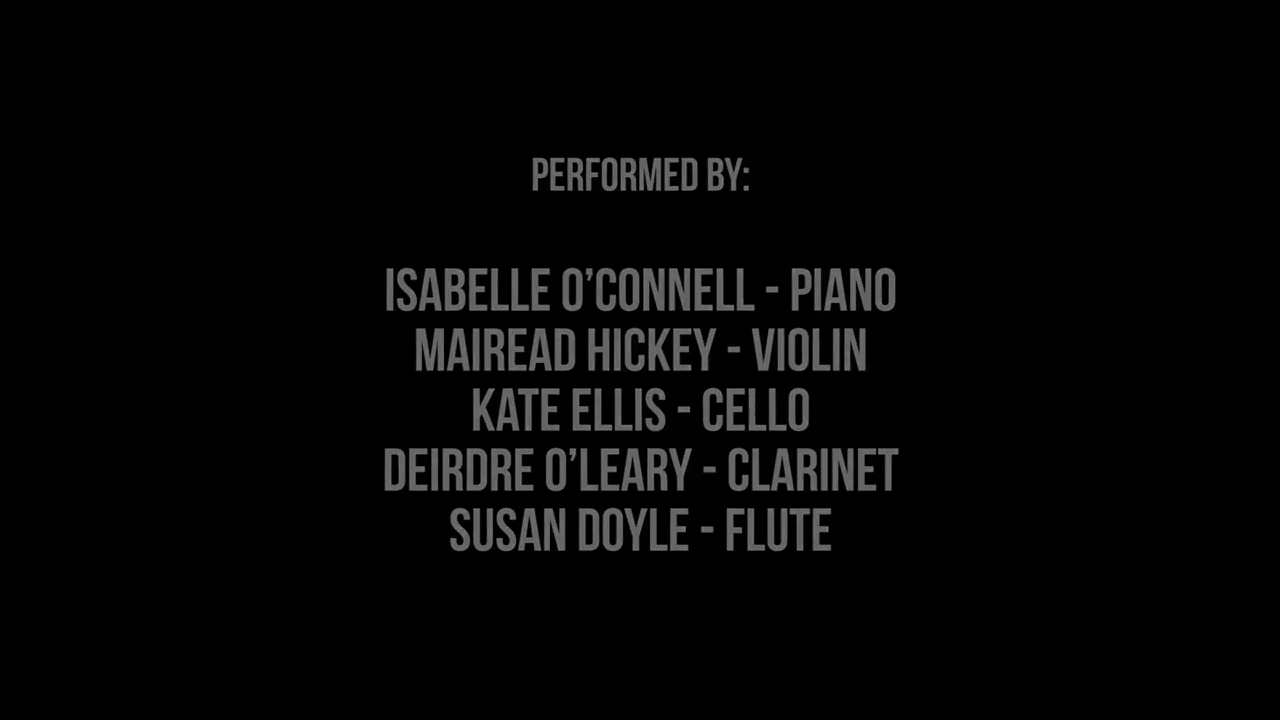 PERFORMED BY:
ISABELLE O’CONNELL - PIANO
MAIREAD HICKEY - VIOLIN
KATE ELLIS - CELLO
DEIRDRE O’LEARY - CLARINET
SUSAN DOYLE - FLUTE